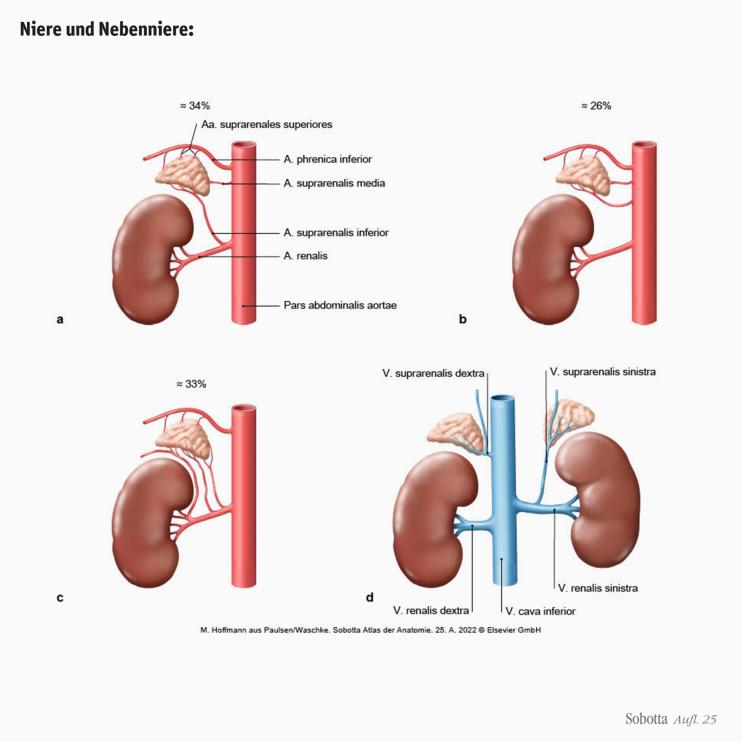 Niere und Nebenniere:
≈ 34%
Aa. suprarenales superiores
A. phrenica inferior
A. suprarenalis media
A. suprarenalis inferior
A. renalis
Pars abdominalis aortae
a
≈ 26%
b
≈ 33%
c
V. suprarenalis dextra
V. suprarenalis sinistra
V. renalis sinistra
V. renalis dextra
V. cava inferior
d
M. Hoffmann aus Paulsen/Waschke. Sobotta Atlas der Anatomie. 25. A. 2022 © Elsevier GmbH
Sobotta Aufl. 25